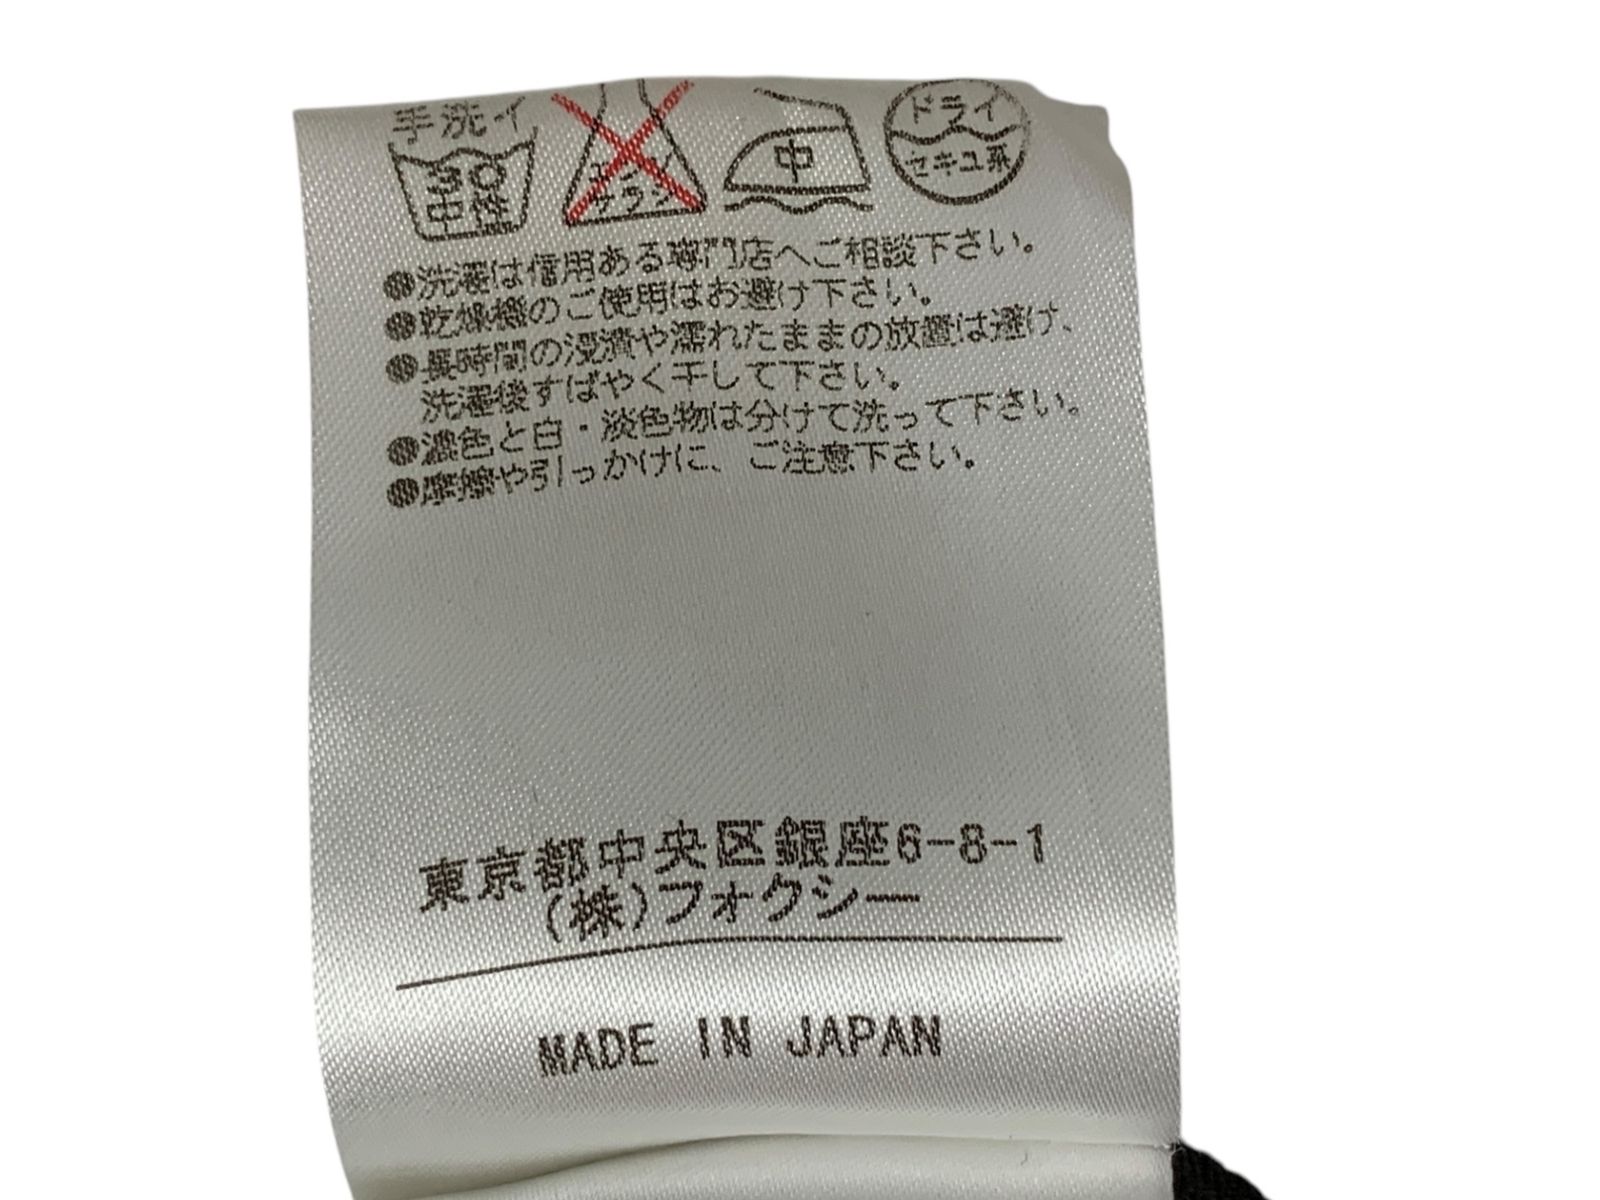 手洗イ
30
中性
エンソ
サラシ
中
ドライ
セキユ系
●洗濯は信用ある専門店へご相談下さい。
●乾燥機のご使用はお避け下さい。
●長時間の浸漬や濡れたままの放置は避け、
洗濯後すばやく干して下さい。
●濃色と白・淡色物は分けて洗って下さい。
●摩擦や引っかけに、ご注意下さい。
東京都中央区銀座6-8-1
(株)フォクシー
MADE IN JAPAN